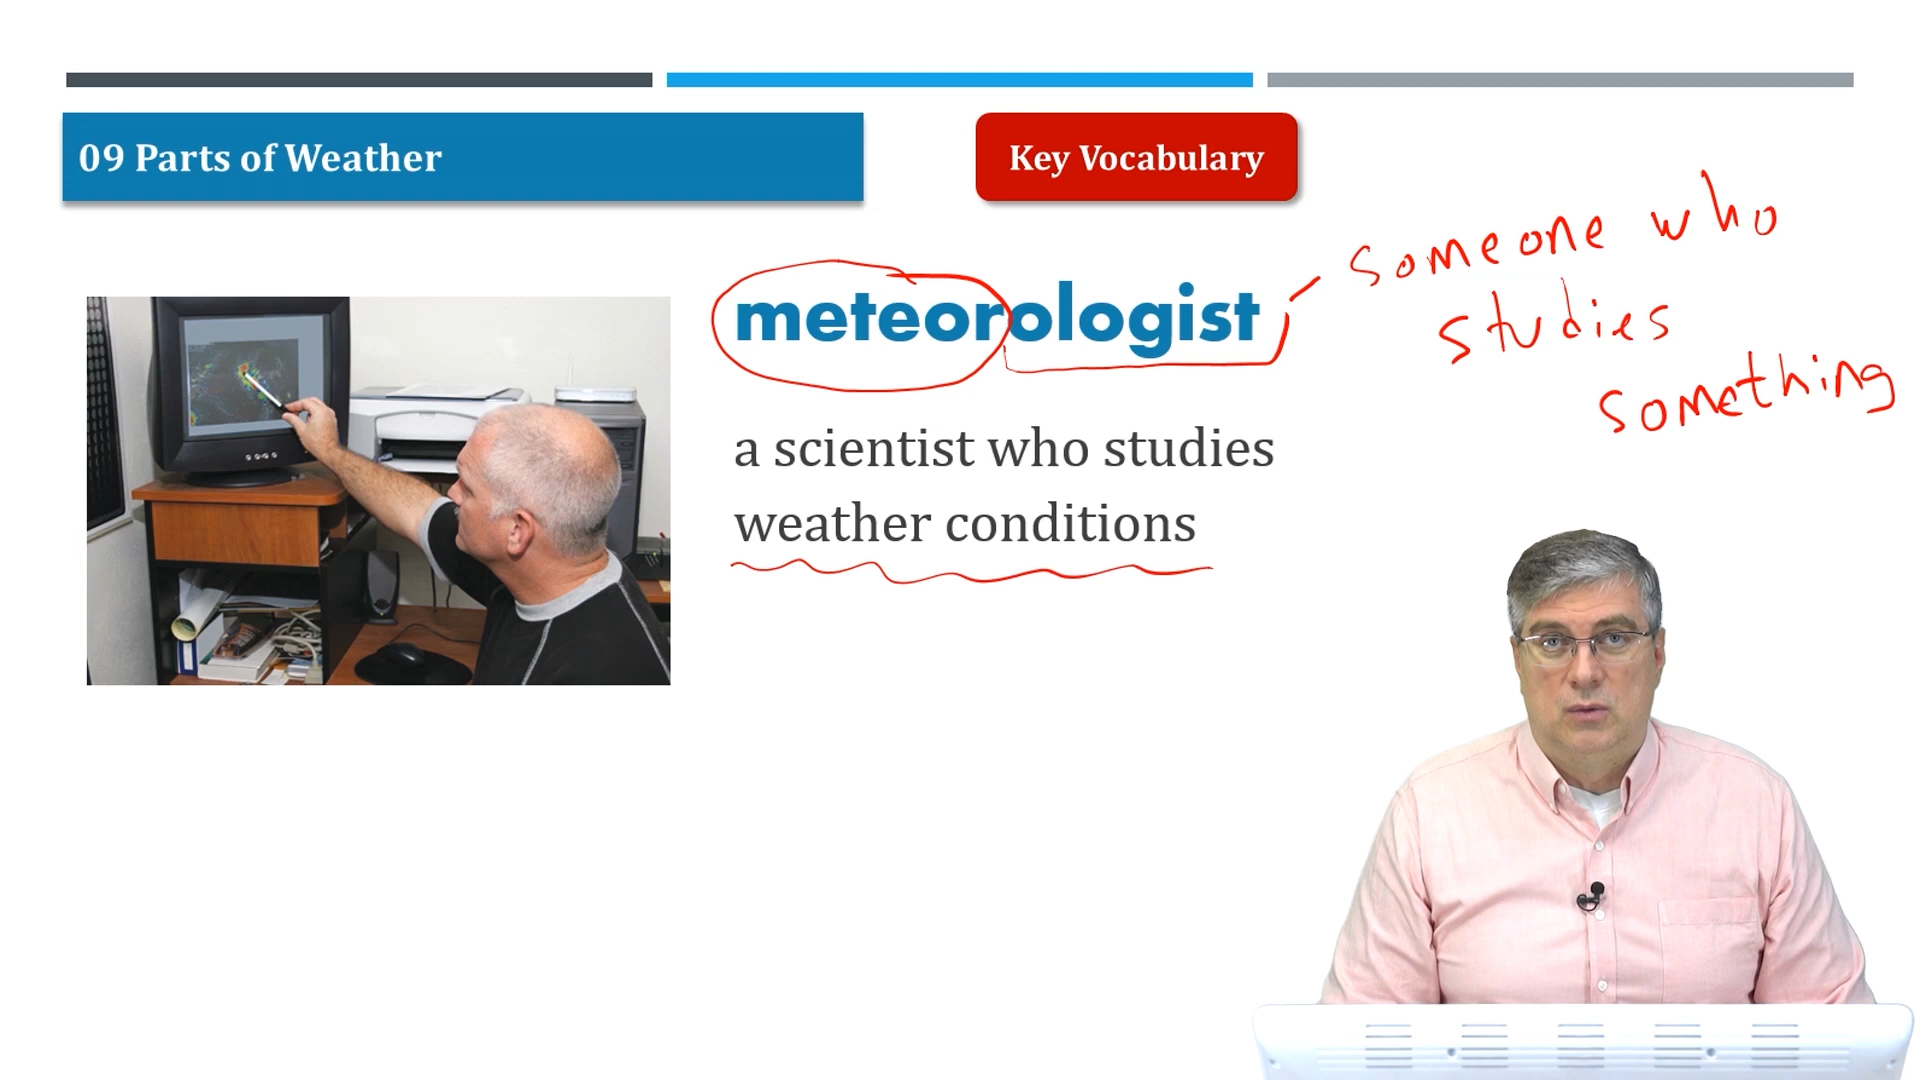 09 Parts of Weather
Key Vocabulary
meteorologist
someone who
studies
something
a scientist who studies
weather conditions